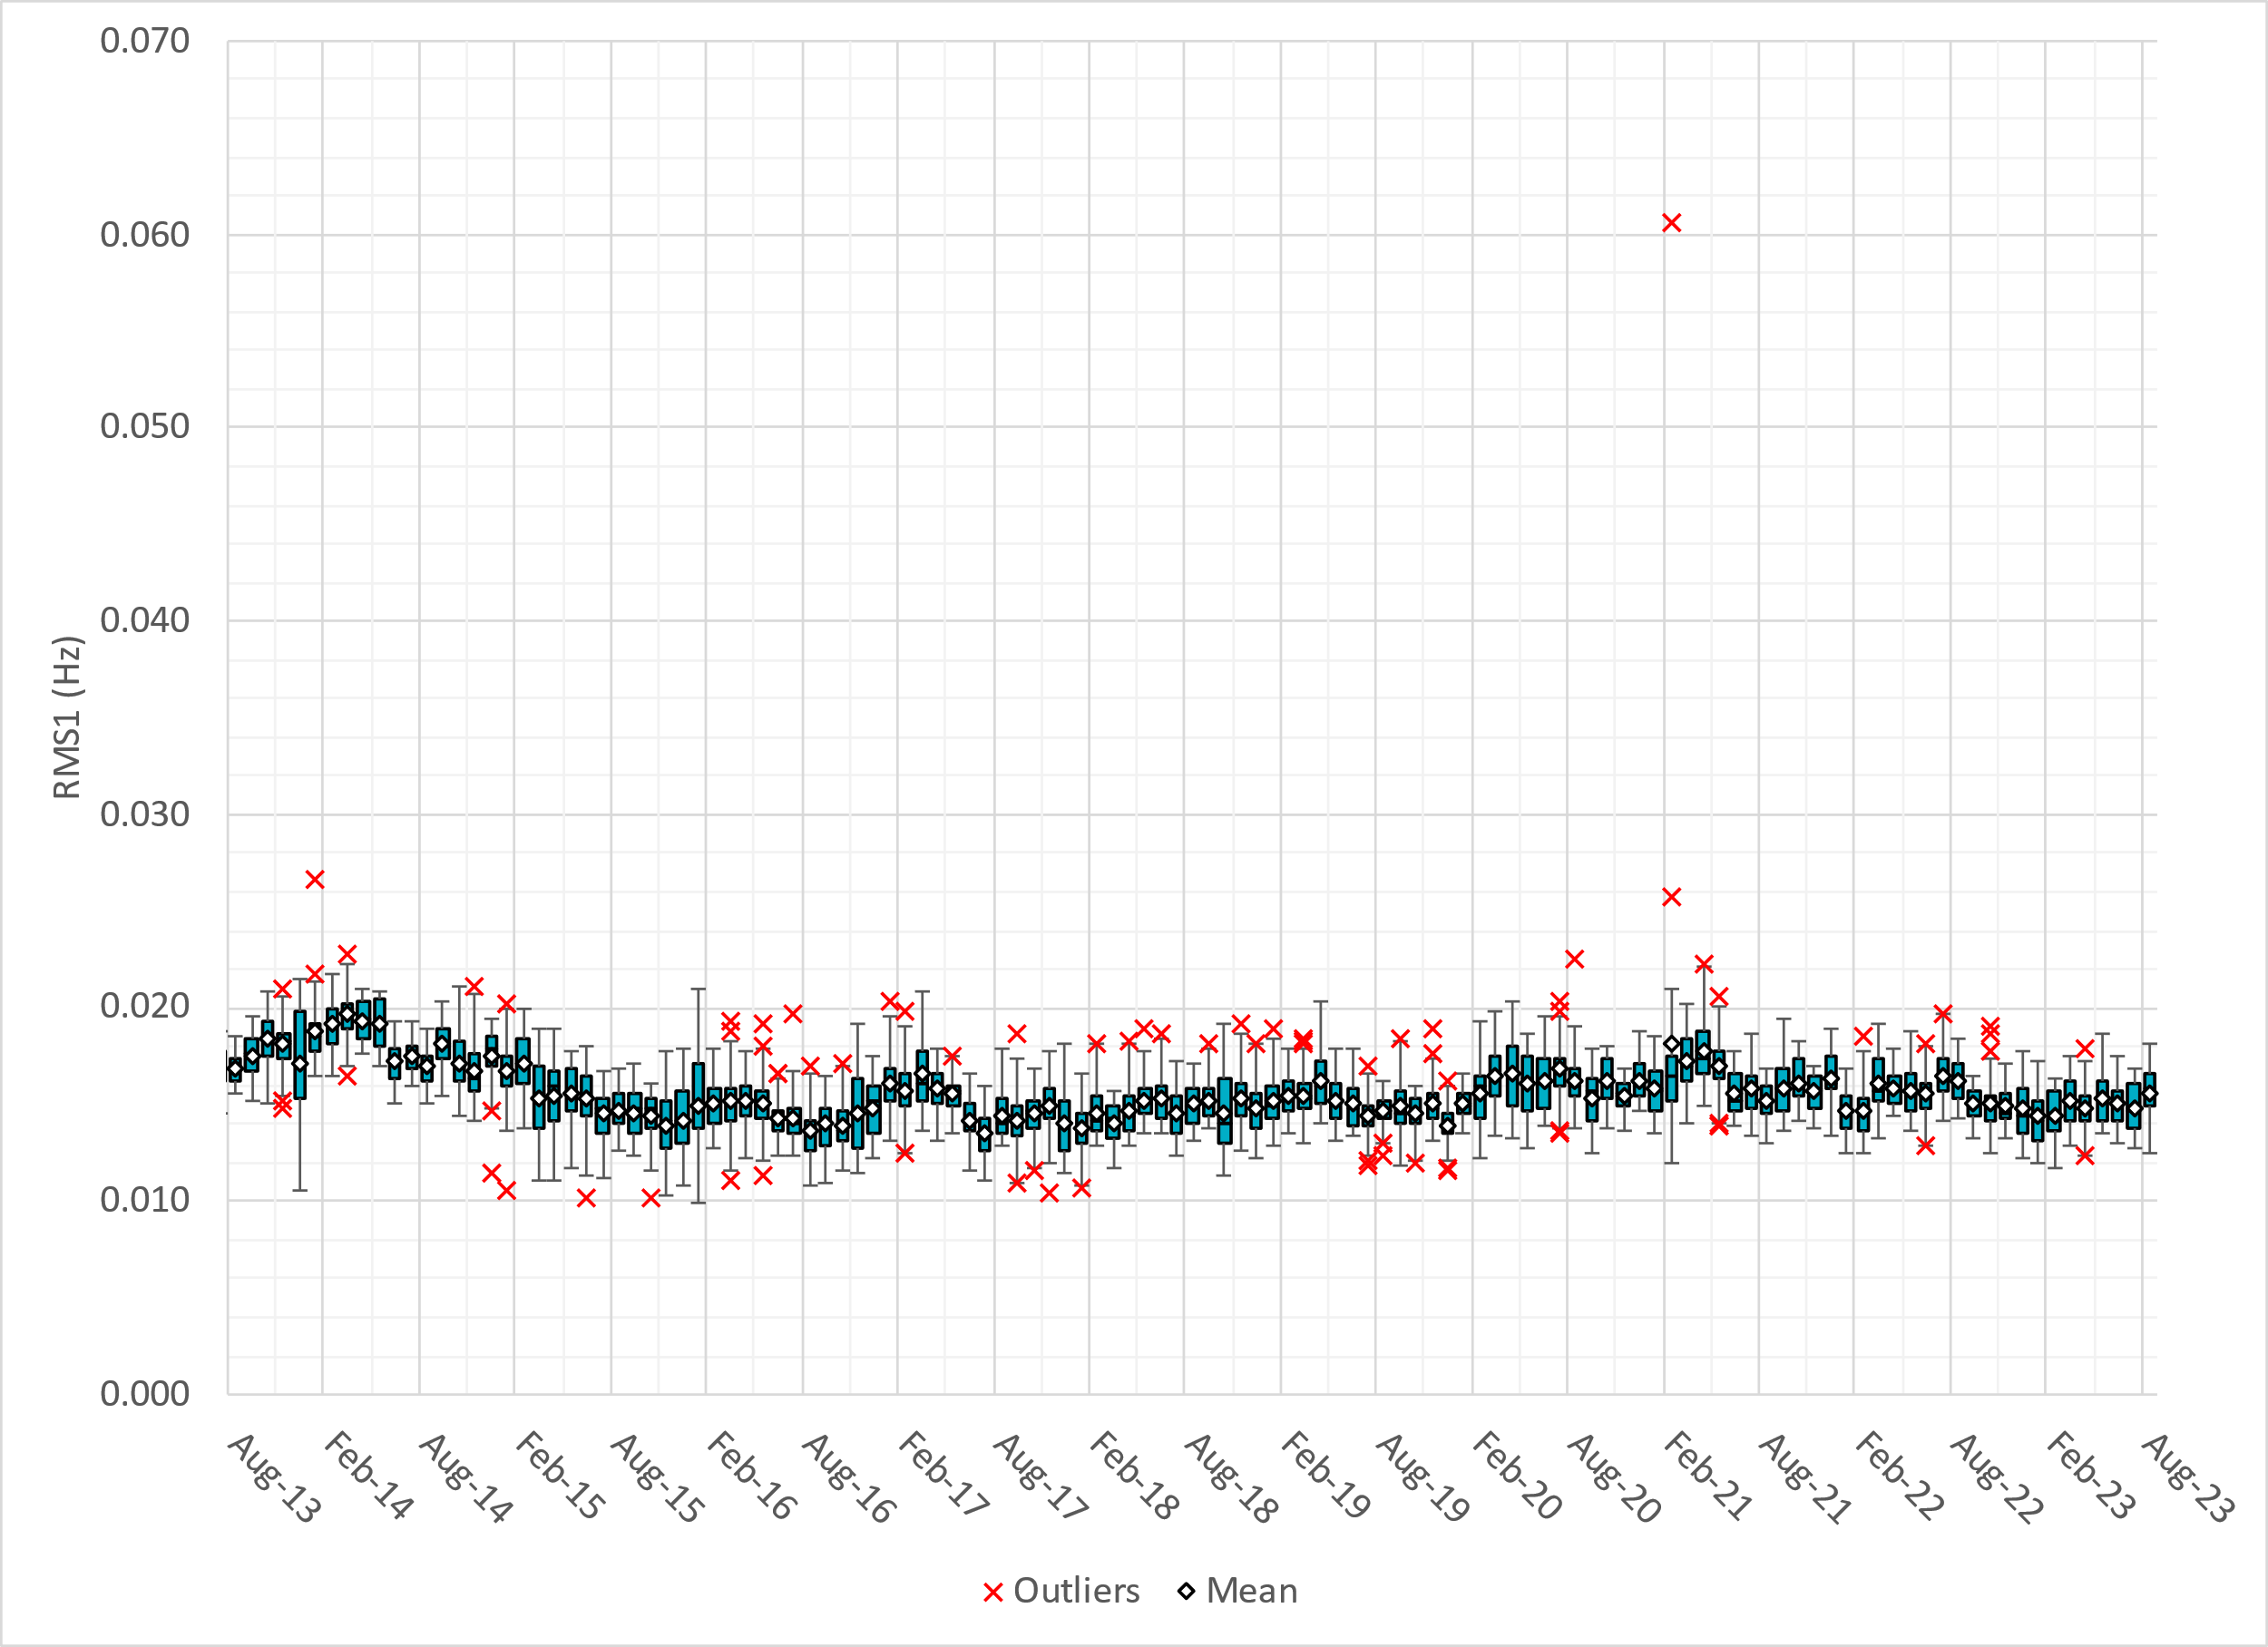 0.070
0.060
0.050
0.040
0.030
0.020
0.010
0.000
RMS1 (Hz)
Aug-13
Feb-14
Aug-14
Feb-15
Aug-15
Feb-16
Aug-16
Feb-17
Aug-17
Feb-18
Aug-18
Feb-19
Aug-19
Feb-20
Aug-20
Feb-21
Aug-21
Feb-22
Aug-22
Feb-23
Aug-23
Outliers
Mean